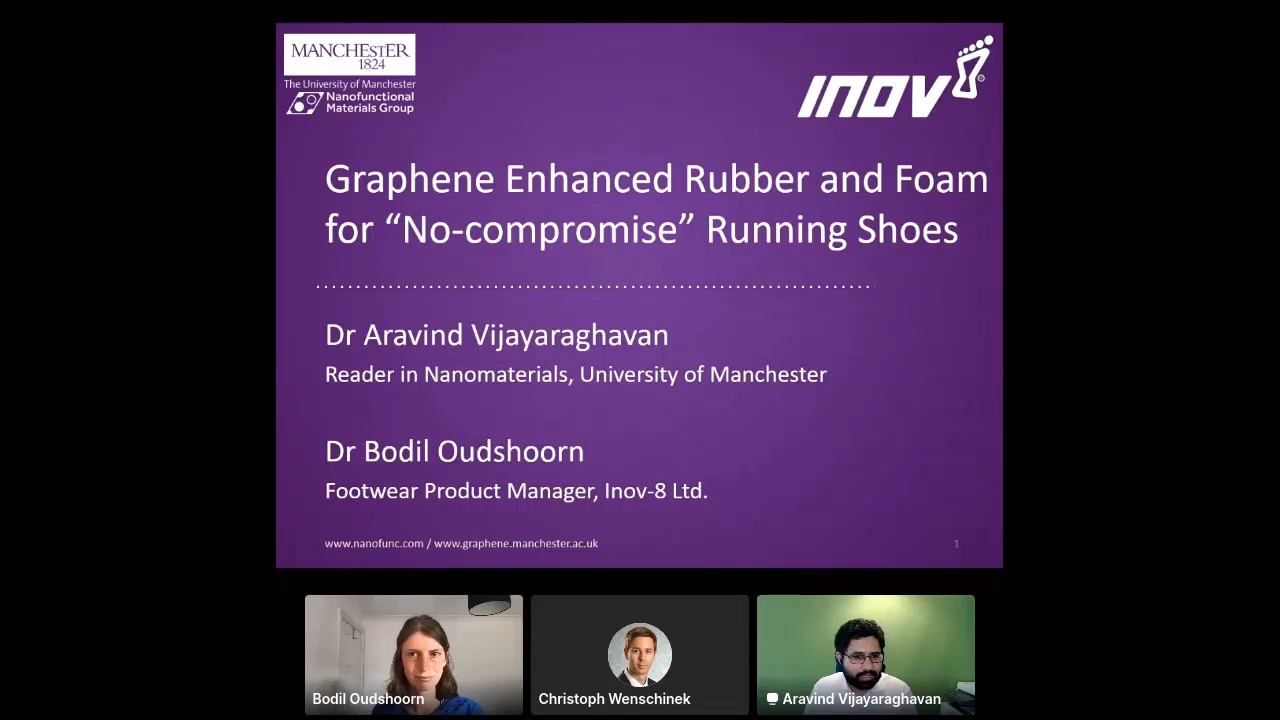 MANCHESTER
1824
The University of Manchester
Nanofunctional
Materials Group
INOV
®
Graphene Enhanced Rubber and Foam
for “No-compromise” Running Shoes
Dr Aravind Vijayaraghavan
Reader in Nanomaterials, University of Manchester
Dr Bodil Oudshoorn
Footwear Product Manager, Inov-8 Ltd.
www.nanofunc.com / www.graphene.manchester.ac.uk
1
Bodil Oudshoorn
Christoph Wenschinek
Aravind Vijayaraghavan